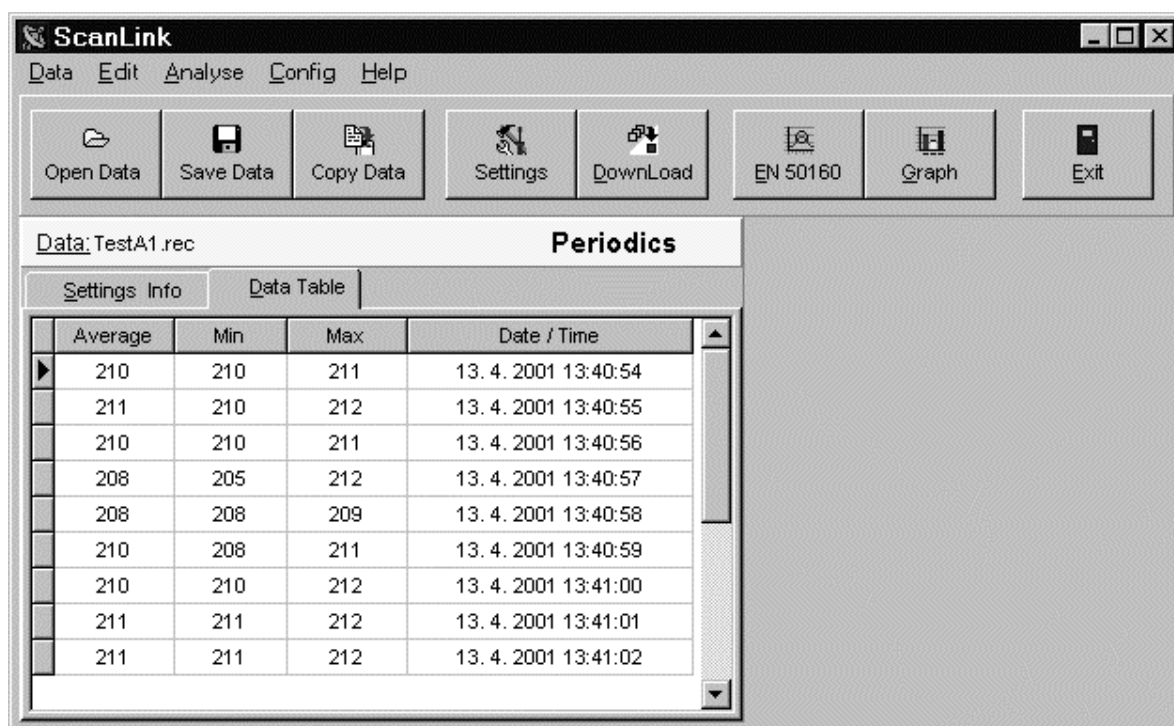 ScanLink
Data Edit Analyse Config Help
Open Data Save Data Copy Data Settings DownLoad EN 50160 Graph Exit
Data: TestA1.rec Periodics
Settings Info Data Table
Average Min Max Date / Time
210 210 211 13. 4. 2001 13:40:54
211 210 212 13. 4. 2001 13:40:55
210 210 211 13. 4. 2001 13:40:56
208 205 212 13. 4. 2001 13:40:57
208 208 209 13. 4. 2001 13:40:58
210 208 211 13. 4. 2001 13:40:59
210 210 212 13. 4. 2001 13:41:00
211 211 212 13. 4. 2001 13:41:01
211 211 212 13. 4. 2001 13:41:02